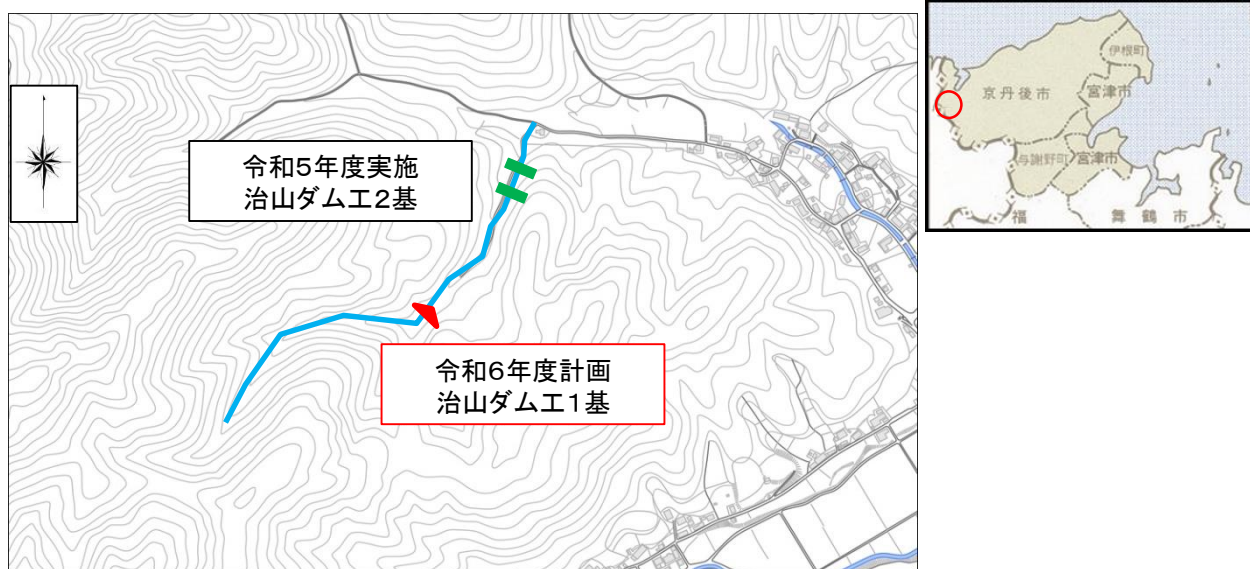 令和5年度実施
治山ダム工2基
令和6年度計画
治山ダム工1基
伊根町
京丹後市
宮津市
与謝野町
宮津市
福
舞鶴市